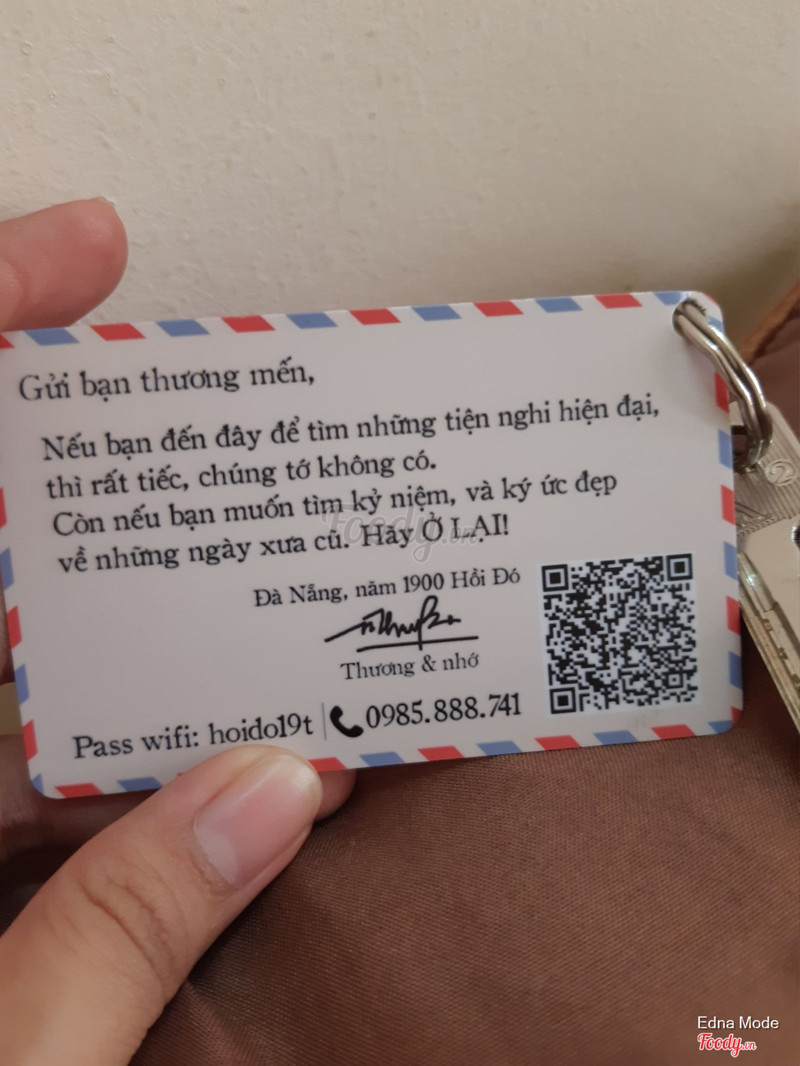 Gửi bạn thương mến,
Nếu bạn đến đây để tìm những tiện nghi hiện đại,
thì rất tiếc, chúng tớ không có.
Còn nếu bạn muốn tìm kỷ niệm, và ký ức đẹp
về những ngày xưa cũ. Hãy Ở LẠI!
Đà Nẵng, năm 1900 Hồi Đó
Thương & nhớ
Pass wifi: hoido19t | 0985.888.741
2
Foody.vn
Edna Mode
Foody.vn